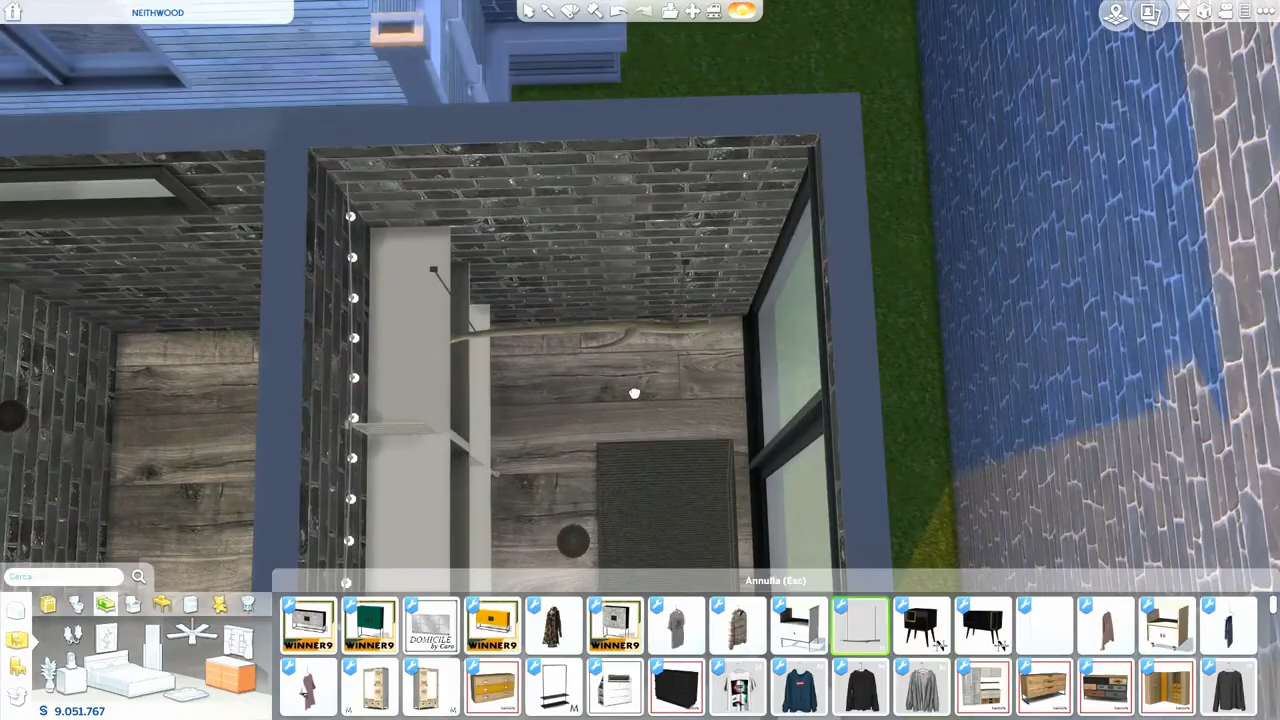 NEITHWOOD
Annulla (Esc)
Cerca
WINNER9
WINNER9
DOMICILE
by Caro
WINNER9
WINNER9
M
§ 9.051.767